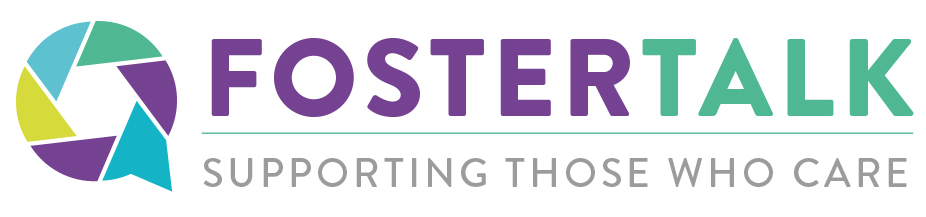 FOSTERTALK
SUPPORTING THOSE WHO CARE